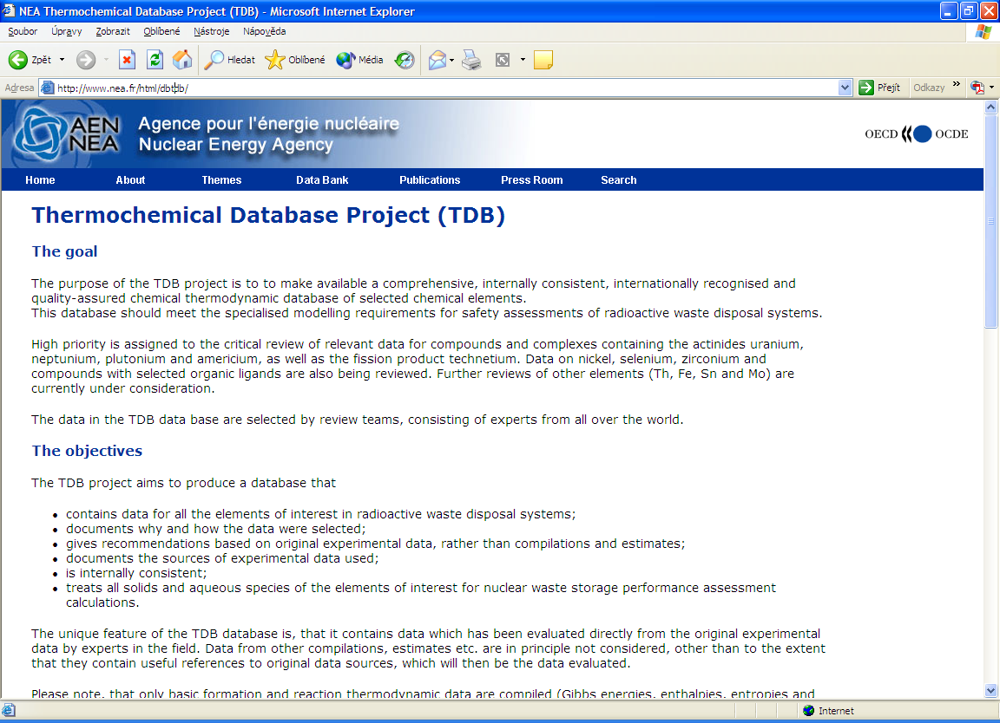 NEA Thermochemical Database Project (TDB) - Microsoft Internet Explorer
Soubor Úpravy Zobrazit Oblíbené Nástroje Nápověda
Zpět Hledat Oblíbené Média
Adresa http://www.nea.fr/html/dbtdb/ Přejít Odkazy »
AEN NEA
Agence pour l'énergie nucléaire
Nuclear Energy Agency
OECD OCDE
Home About Themes Data Bank Publications Press Room Search
Thermochemical Database Project (TDB)
The goal
The purpose of the TDB project is to to make available a comprehensive, internally consistent, internationally recognised and
quality-assured chemical thermodynamic database of selected chemical elements.
This database should meet the specialised modelling requirements for safety assessments of radioactive waste disposal systems.
High priority is assigned to the critical review of relevant data for compounds and complexes containing the actinides uranium,
neptunium, plutonium and americium, as well as the fission product technetium. Data on nickel, selenium, zirconium and
compounds with selected organic ligands are also being reviewed. Further reviews of other elements (Th, Fe, Sn and Mo) are
currently under consideration.
The data in the TDB data base are selected by review teams, consisting of experts from all over the world.
The objectives
The TDB project aims to produce a database that
• contains data for all the elements of interest in radioactive waste disposal systems;
• documents why and how the data were selected;
• gives recommendations based on original experimental data, rather than compilations and estimates;
• documents the sources of experimental data used;
• is internally consistent;
• treats all solids and aqueous species of the elements of interest for nuclear waste storage performance assessment
calculations.
The unique feature of the TDB database is, that it contains data which has been evaluated directly from the original experimental
data by experts in the field. Data from other compilations, estimates etc. are in principle not considered, other than to the extent
that they contain useful references to original data sources, which will then be the data evaluated.
Please note, that only basic formation and reaction thermodynamic data are compiled (Gibbs energies, enthalpies, entropies and
Internet